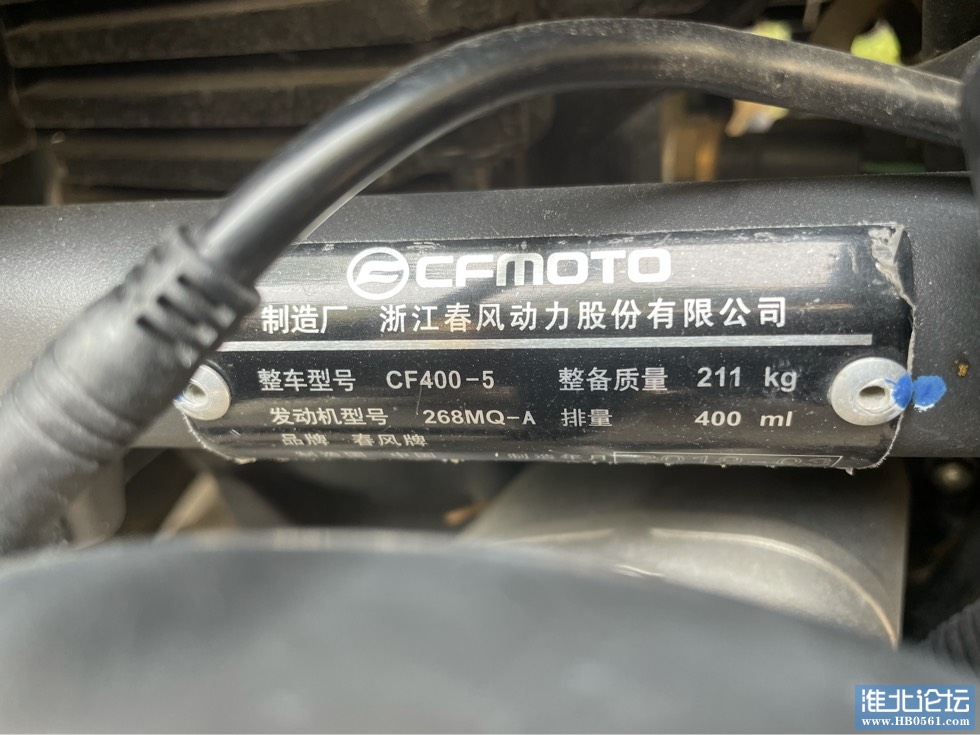 CFMOTO
制造厂 浙江春风动力股份有限公司
整车型号 CF400-5 整备质量 211 kg
发动机型号 268MQ-A 排量 400 ml
品牌 春风牌
淮北论坛
www.HB0561.com